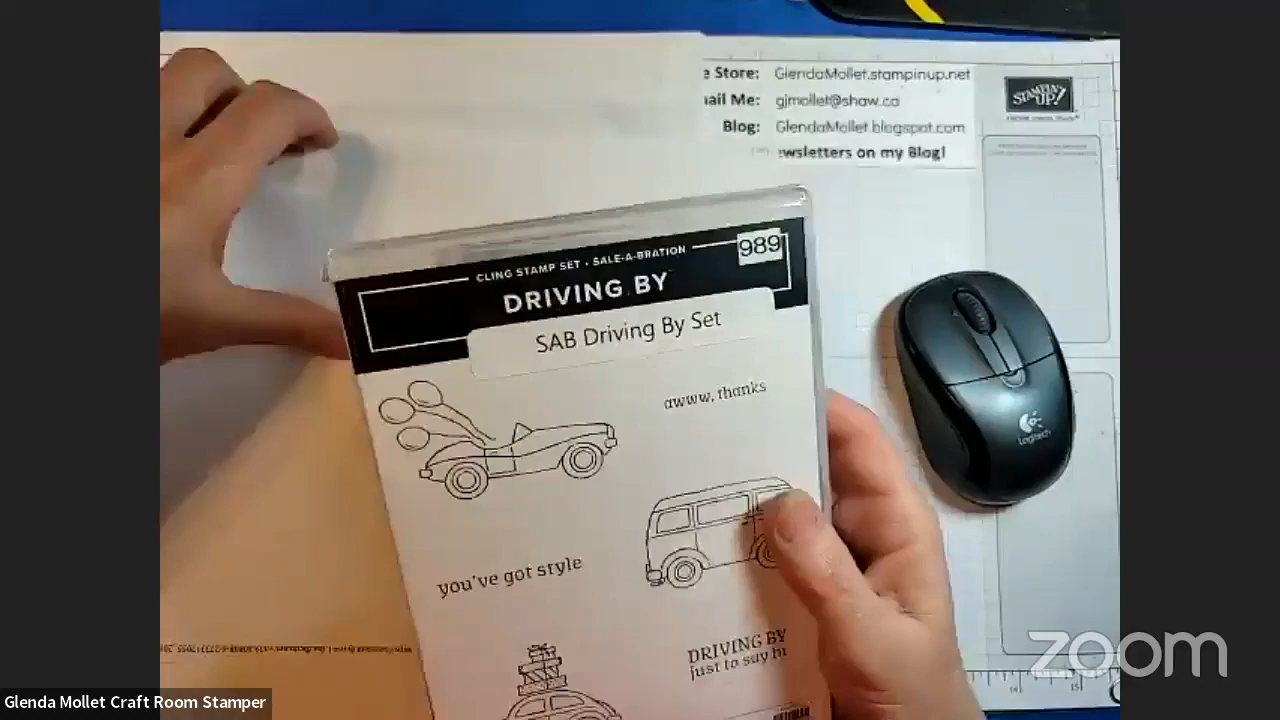 e Store: GlendaMollet.stampinup.net
ail Me: gjmollet@shaw.ca
Blog: GlendaMollet.blogspot.com
ewsletters on my Blog!
STAMPIN' UP!
CLING STAMP SET • SALE-A-BRATION
989
DRIVING BY
SAB Driving By Set
awww, thanks
Logitech
you've got style
DRIVING BY
just to say hi
zoom
Glenda Mollet Craft Room Stamper